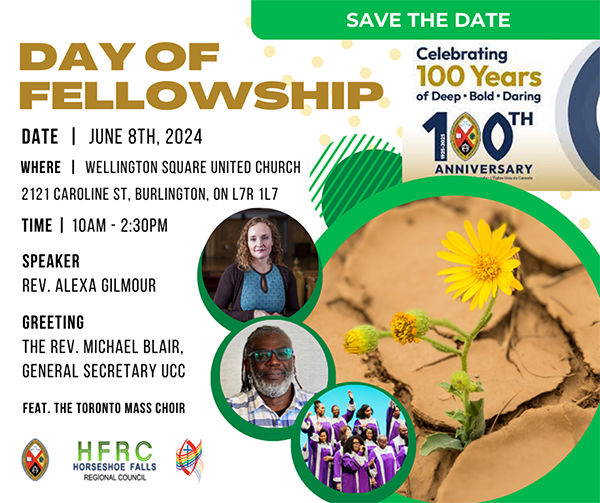 SAVE THE DATE
DAY OF
FELLOWSHIP
Celebrating
100 Years
of Deep • Bold • Daring
1925-2025
100TH
ANNIVERSARY
DATE | JUNE 8TH, 2024
WHERE | WELLINGTON SQUARE UNITED CHURCH
2121 CAROLINE ST, BURLINGTON, ON L7R 1L7
TIME | 10AM - 2:30PM
SPEAKER
REV. ALEXA GILMOUR
GREETING
THE REV. MICHAEL BLAIR,
GENERAL SECRETARY UCC
FEAT. THE TORONTO MASS CHOIR
HFRC
HORSESHOE FALLS
REGIONAL COUNCIL